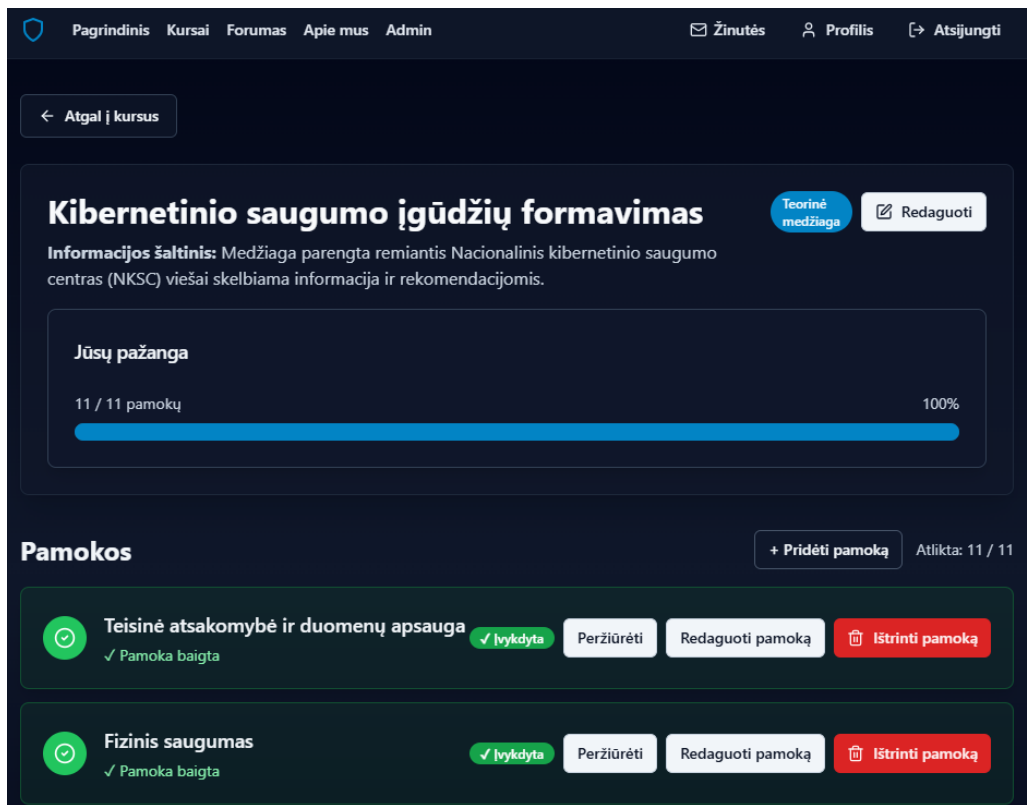 Pagrindinis Kursai Forumas Apie mus Admin Žinutės Profilis Atsijungti
Atgal į kursus
Kibernetinio saugumo įgūdžių formavimas
Teorinė
medžiaga
Redaguoti
Informacijos šaltinis: Medžiaga parengta remiantis Nacionalinis kibernetinio saugumo
centras (NKSC) viešai skelbiama informacija ir rekomendacijomis.
Jūsų pažanga
11 / 11 pamokų 100%
Pamokos + Pridėti pamoką Atlikta: 11 / 11
Teisinė atsakomybė ir duomenų apsauga
✓ Pamoka baigta
✓ Įvykdyta Peržiūrėti Redaguoti pamoką Ištrinti pamoką
Fizinis saugumas
✓ Pamoka baigta
✓ Įvykdyta Peržiūrėti Redaguoti pamoką Ištrinti pamoką